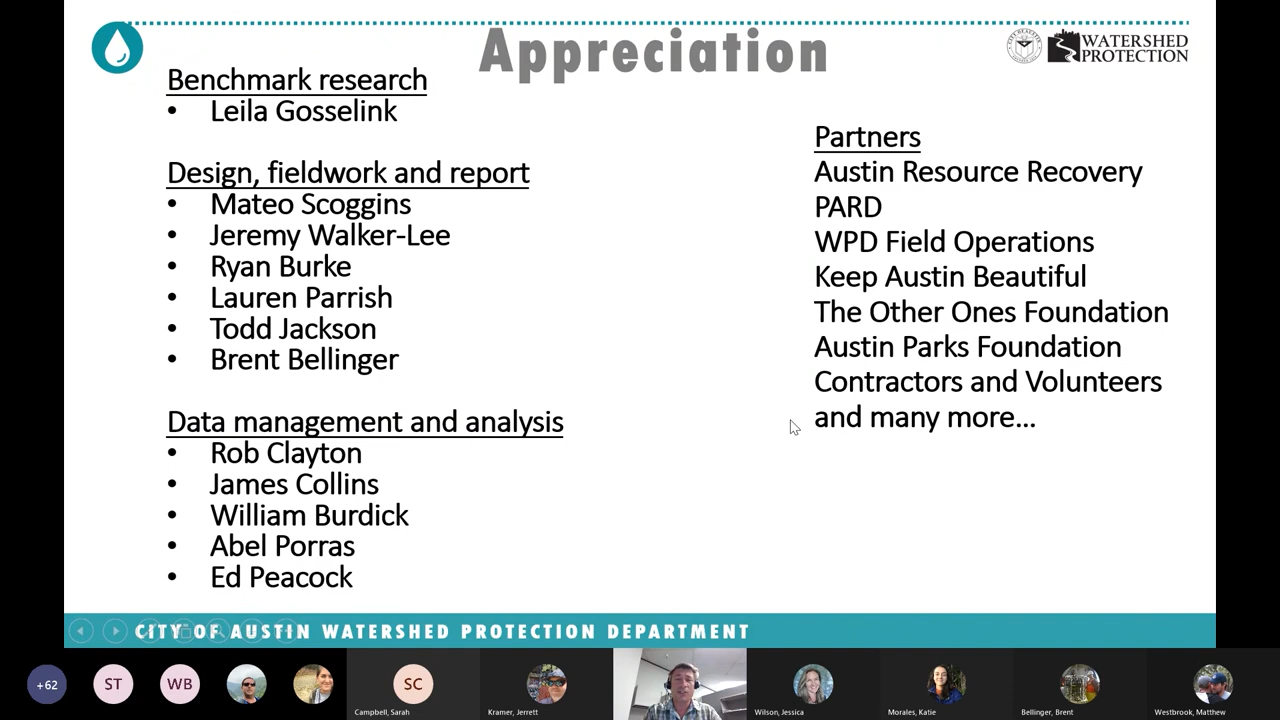 Appreciation
WATERSHED
PROTECTION
Benchmark research
• Leila Gosselink
Design, fieldwork and report
• Mateo Scoggins
• Jeremy Walker-Lee
• Ryan Burke
• Lauren Parrish
• Todd Jackson
• Brent Bellinger
Data management and analysis
• Rob Clayton
• James Collins
• William Burdick
• Abel Porras
• Ed Peacock
Partners
Austin Resource Recovery
PARD
WPD Field Operations
Keep Austin Beautiful
The Other Ones Foundation
Austin Parks Foundation
Contractors and Volunteers
and many more...
CITY OF AUSTIN WATERSHED PROTECTION DEPARTMENT
+62
ST
WB
SC
Campbell, Sarah
Kramer, Jerrett
Wilson, Jessica
Morales, Katie
Bellinger, Brent
Westbrook, Matthew